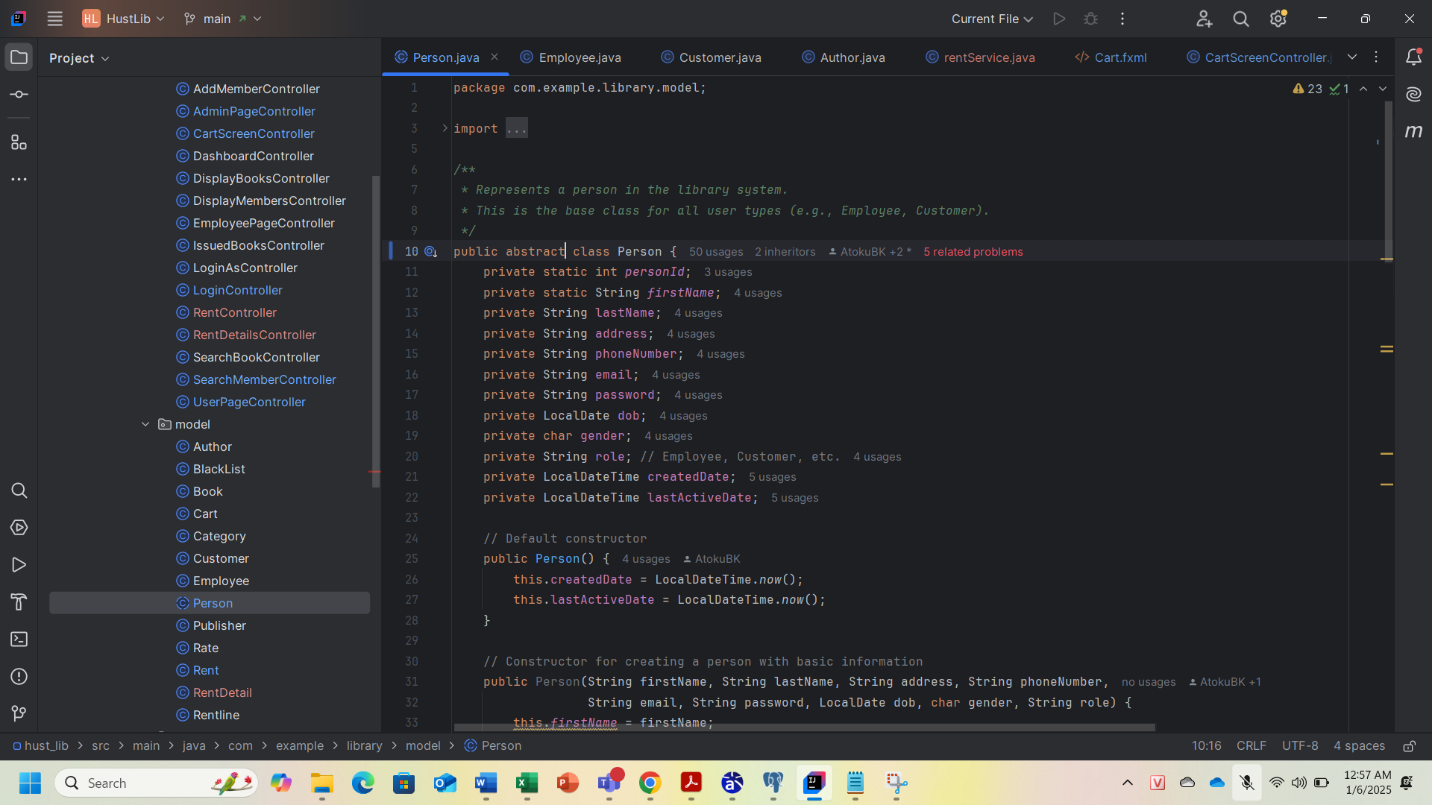 HL HustLib main Current File
Project
Person.java Employee.java Customer.java Author.java rentService.java Cart.fxml CartScreenController.
AddMemberController
AdminPageController
CartScreenController
DashboardController
DisplayBooksController
DisplayMembersController
EmployeePageController
IssuedBooksController
LoginAsController
LoginController
RentController
RentDetailsController
SearchBookController
SearchMemberController
UserPageController
model
Author
BlackList
Book
Cart
Category
Customer
Employee
Person
Publisher
Rate
Rent
RentDetail
Rentline
23 1
1 package com.example.library.model;
2
3 import ...
5
6 /**
7 * Represents a person in the library system.
8 * This is the base class for all user types (e.g., Employee, Customer).
9 */
10 public abstract class Person { 50 usages 2 inheritors AtokuBK +2 * 5 related problems
11 private static int personId; 3 usages
12 private static String firstName; 4 usages
13 private String lastName; 4 usages
14 private String address; 4 usages
15 private String phoneNumber; 4 usages
16 private String email; 4 usages
17 private String password; 4 usages
18 private LocalDate dob; 4 usages
19 private char gender; 4 usages
20 private String role; // Employee, Customer, etc. 4 usages
21 private LocalDateTime createdDate; 5 usages
22 private LocalDateTime lastActiveDate; 5 usages
23
24 // Default constructor
25 public Person() { 4 usages AtokuBK
26 this.createdDate = LocalDateTime.now();
27 this.lastActiveDate = LocalDateTime.now();
28 }
29
30 // Constructor for creating a person with basic information
31 public Person(String firstName, String lastName, String address, String phoneNumber, no usages AtokuBK +1
32 String email, String password, LocalDate dob, char gender, String role) {
33 this.firstName = firstName;
m
hust_lib > src > main > java > com > example > library > model > Person
10:16 CRLF UTF-8 4 spaces
Search
12:57 AM
1/6/2025